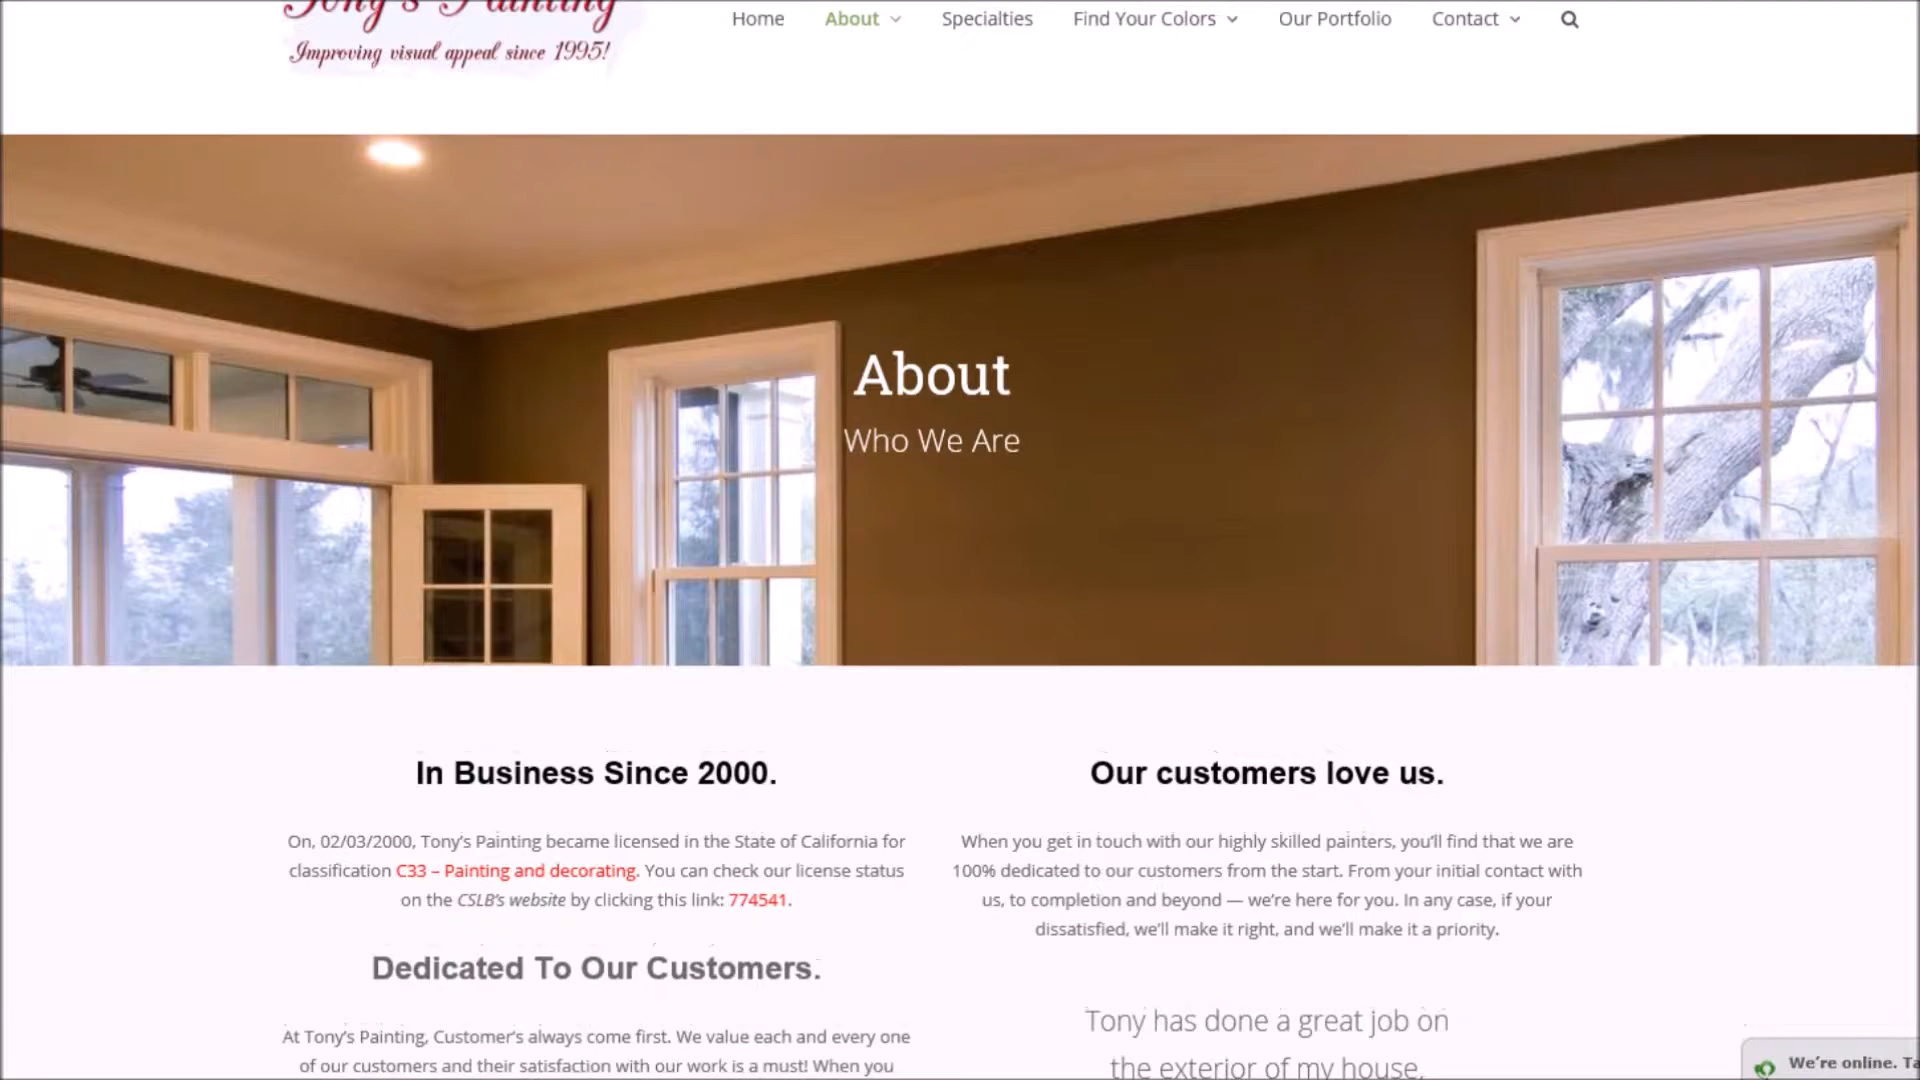 Tony's Painting
Improving visual appeal since 1995!
Home About Specialties Find Your Colors Our Portfolio Contact
About
Who We Are
In Business Since 2000.
On, 02/03/2000, Tony's Painting became licensed in the State of California for
classification C33 – Painting and decorating. You can check our license status
on the CSLB's website by clicking this link: 774541.
Dedicated To Our Customers.
At Tony's Painting, Customer's always come first. We value each and every one
of our customers and their satisfaction with our work is a must! When you
Our customers love us.
When you get in touch with our highly skilled painters, you'll find that we are
100% dedicated to our customers from the start. From your initial contact with
us, to completion and beyond — we're here for you. In any case, if your
dissatisfied, we'll make it right, and we'll make it a priority.
Tony has done a great job on
the exterior of my house.
We're online.